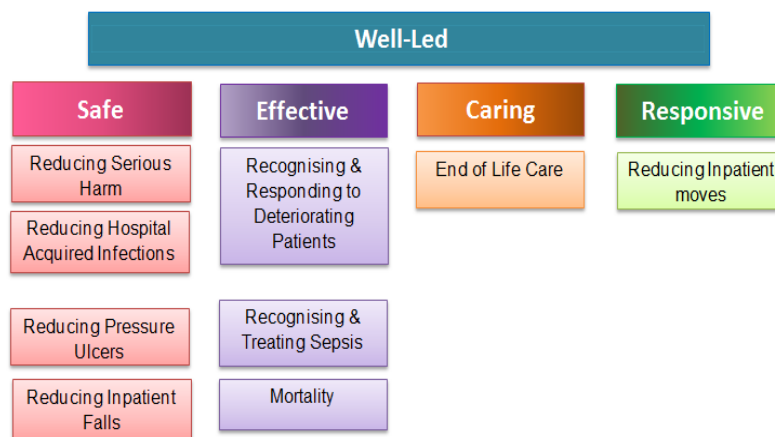 Well-Led
Safe
Reducing Serious
Harm
Reducing Hospital
Acquired Infections
Reducing Pressure
Ulcers
Reducing Inpatient
Falls
Effective
Recognising &
Responding to
Deteriorating
Patients
Recognising &
Treating Sepsis
Mortality
Caring
End of Life Care
Responsive
Reducing Inpatient
moves